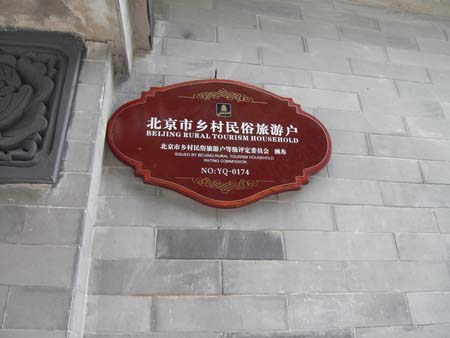 北京市乡村民俗旅游户
BEIJING RURAL TOURISM HOUSEHOLD
北京市乡村民俗旅游户等级评定委员会 颁布
ISSUED BY BEIJING RURAL TOURISM HOUSEHOLD
RATING COMMISSION
NO:YQ-0174